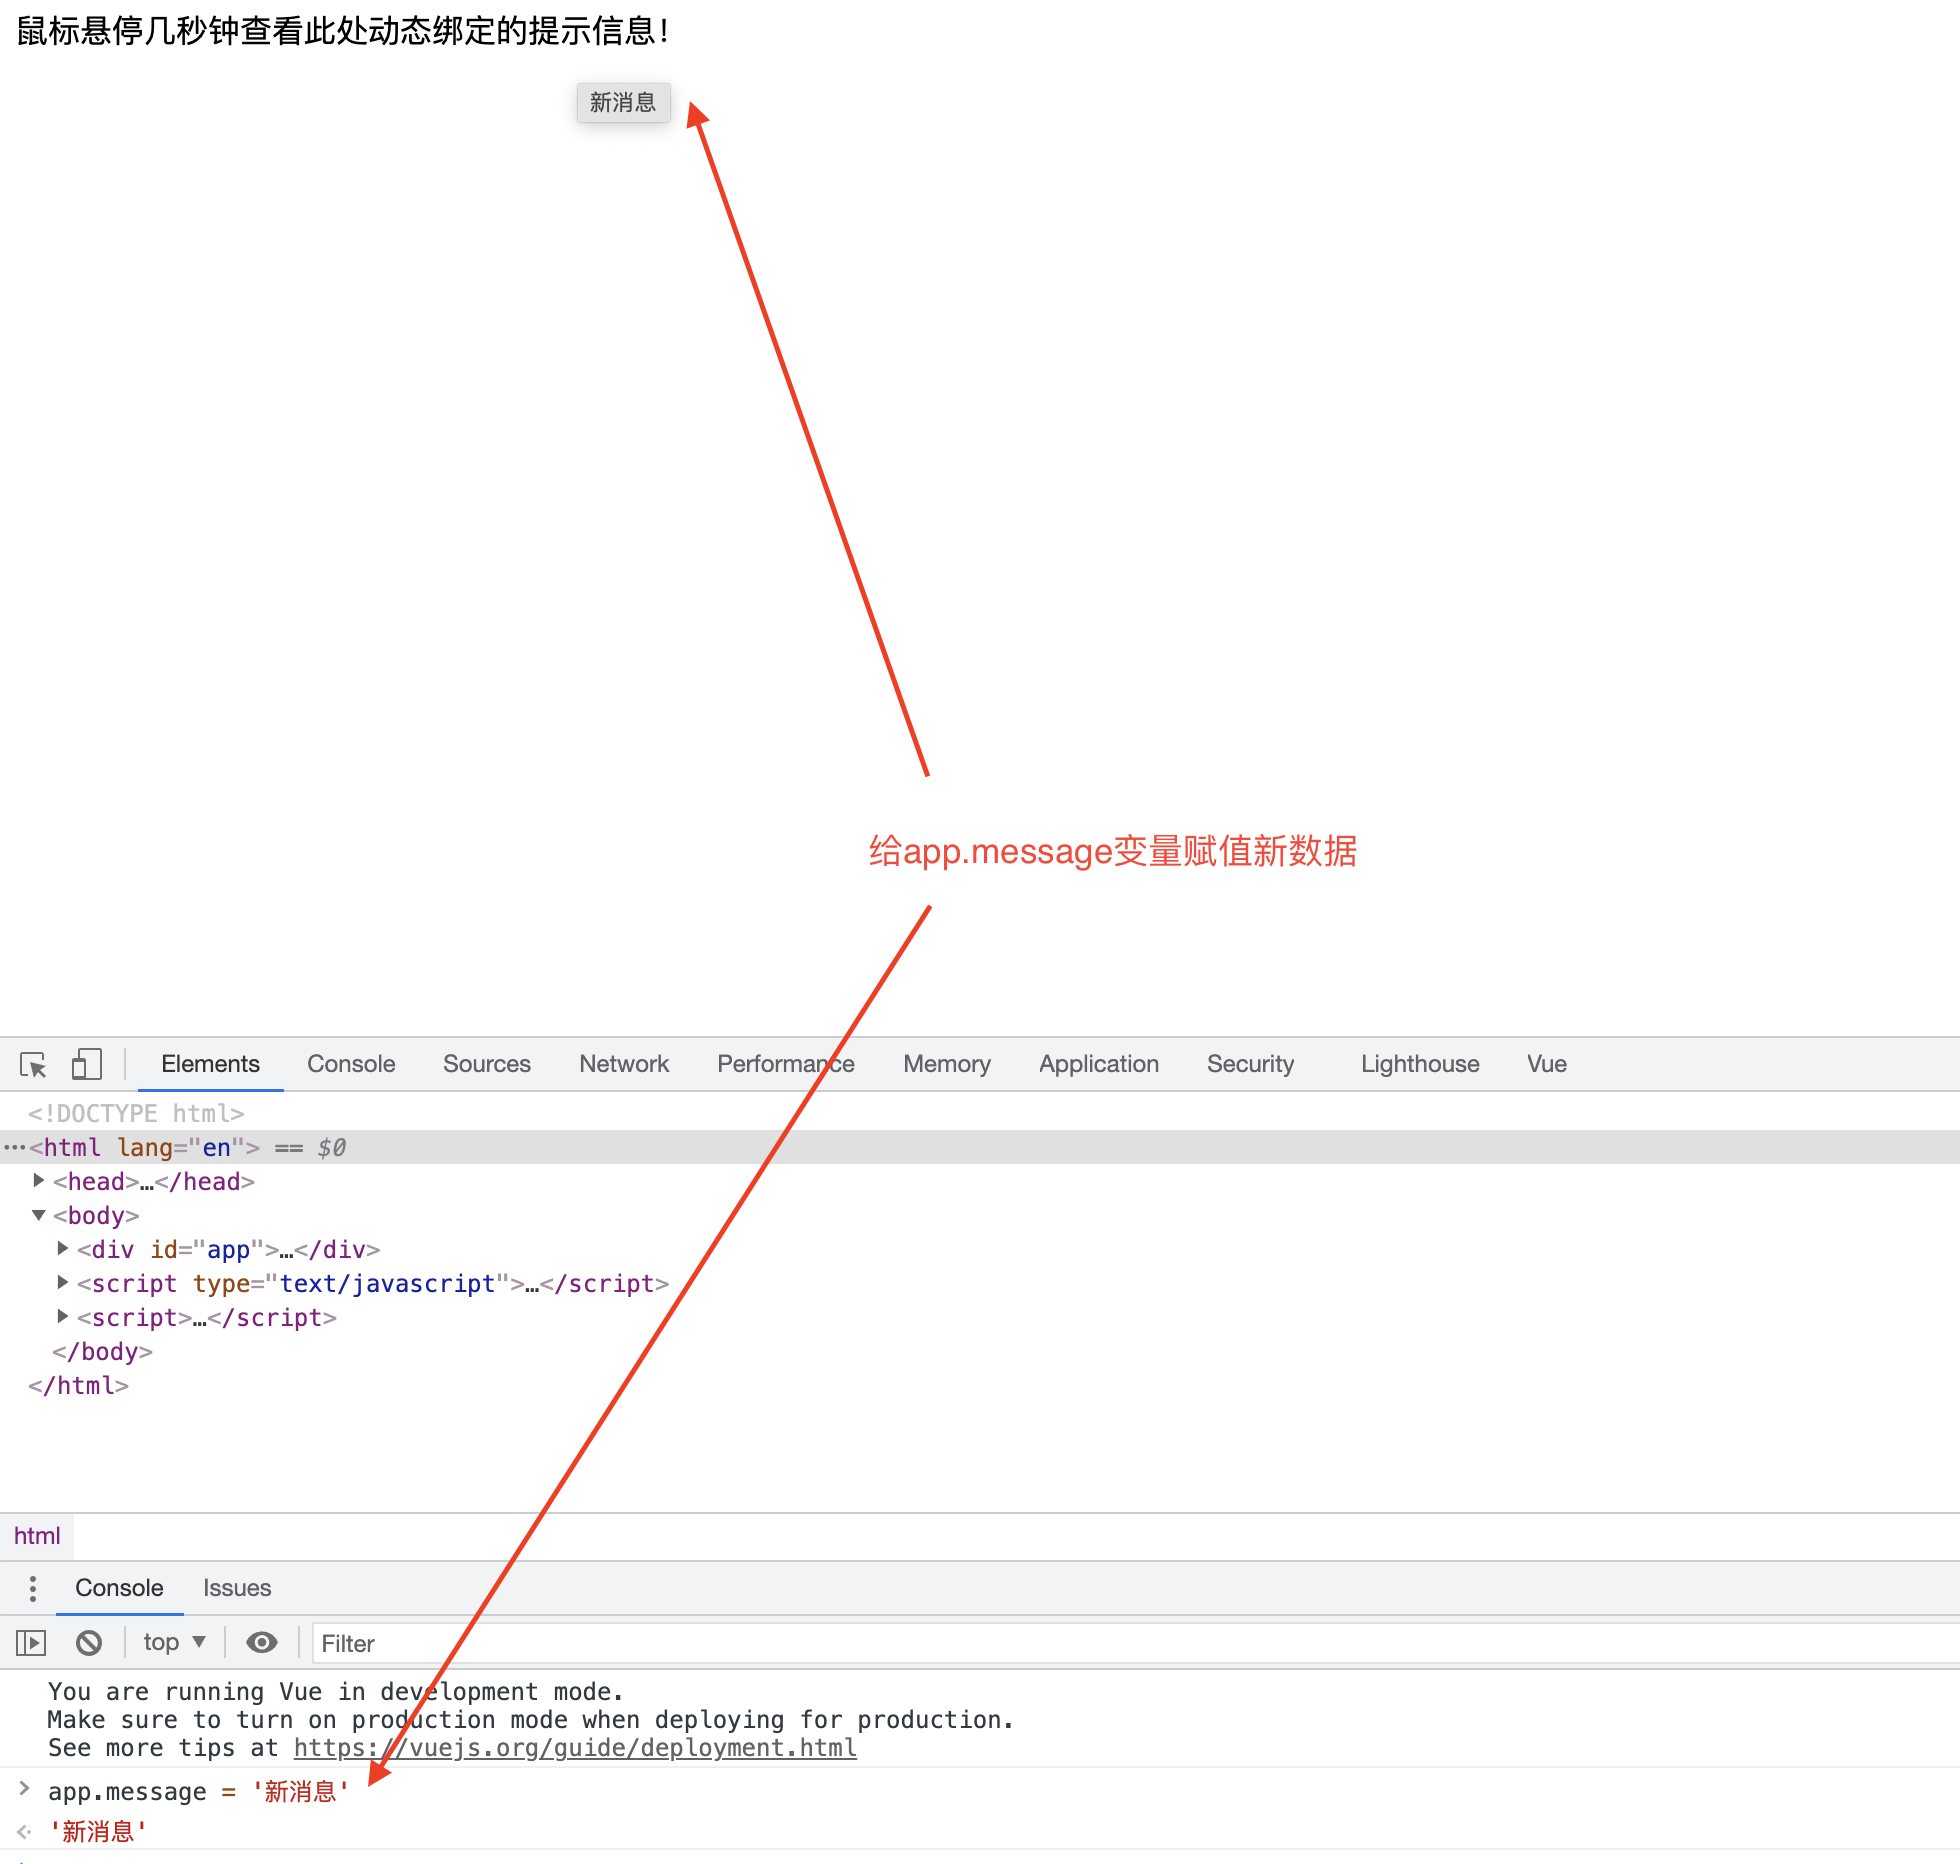 鼠标悬停几秒钟查看此处动态绑定的提示信息！
新消息
给app.message变量赋值新数据
Elements Console Sources Network Performance Memory Application Security Lighthouse Vue
<!DOCTYPE html>
…<html lang="en"> == $0
<head>…</head>
<body>
<div id="app">…</div>
<script type="text/javascript">…</script>
<script>…</script>
</body>
</html>
html
Console Issues
top Filter
You are running Vue in development mode.
Make sure to turn on production mode when deploying for production.
See more tips at https://vuejs.org/guide/deployment.html
> app.message = '新消息'
'新消息'